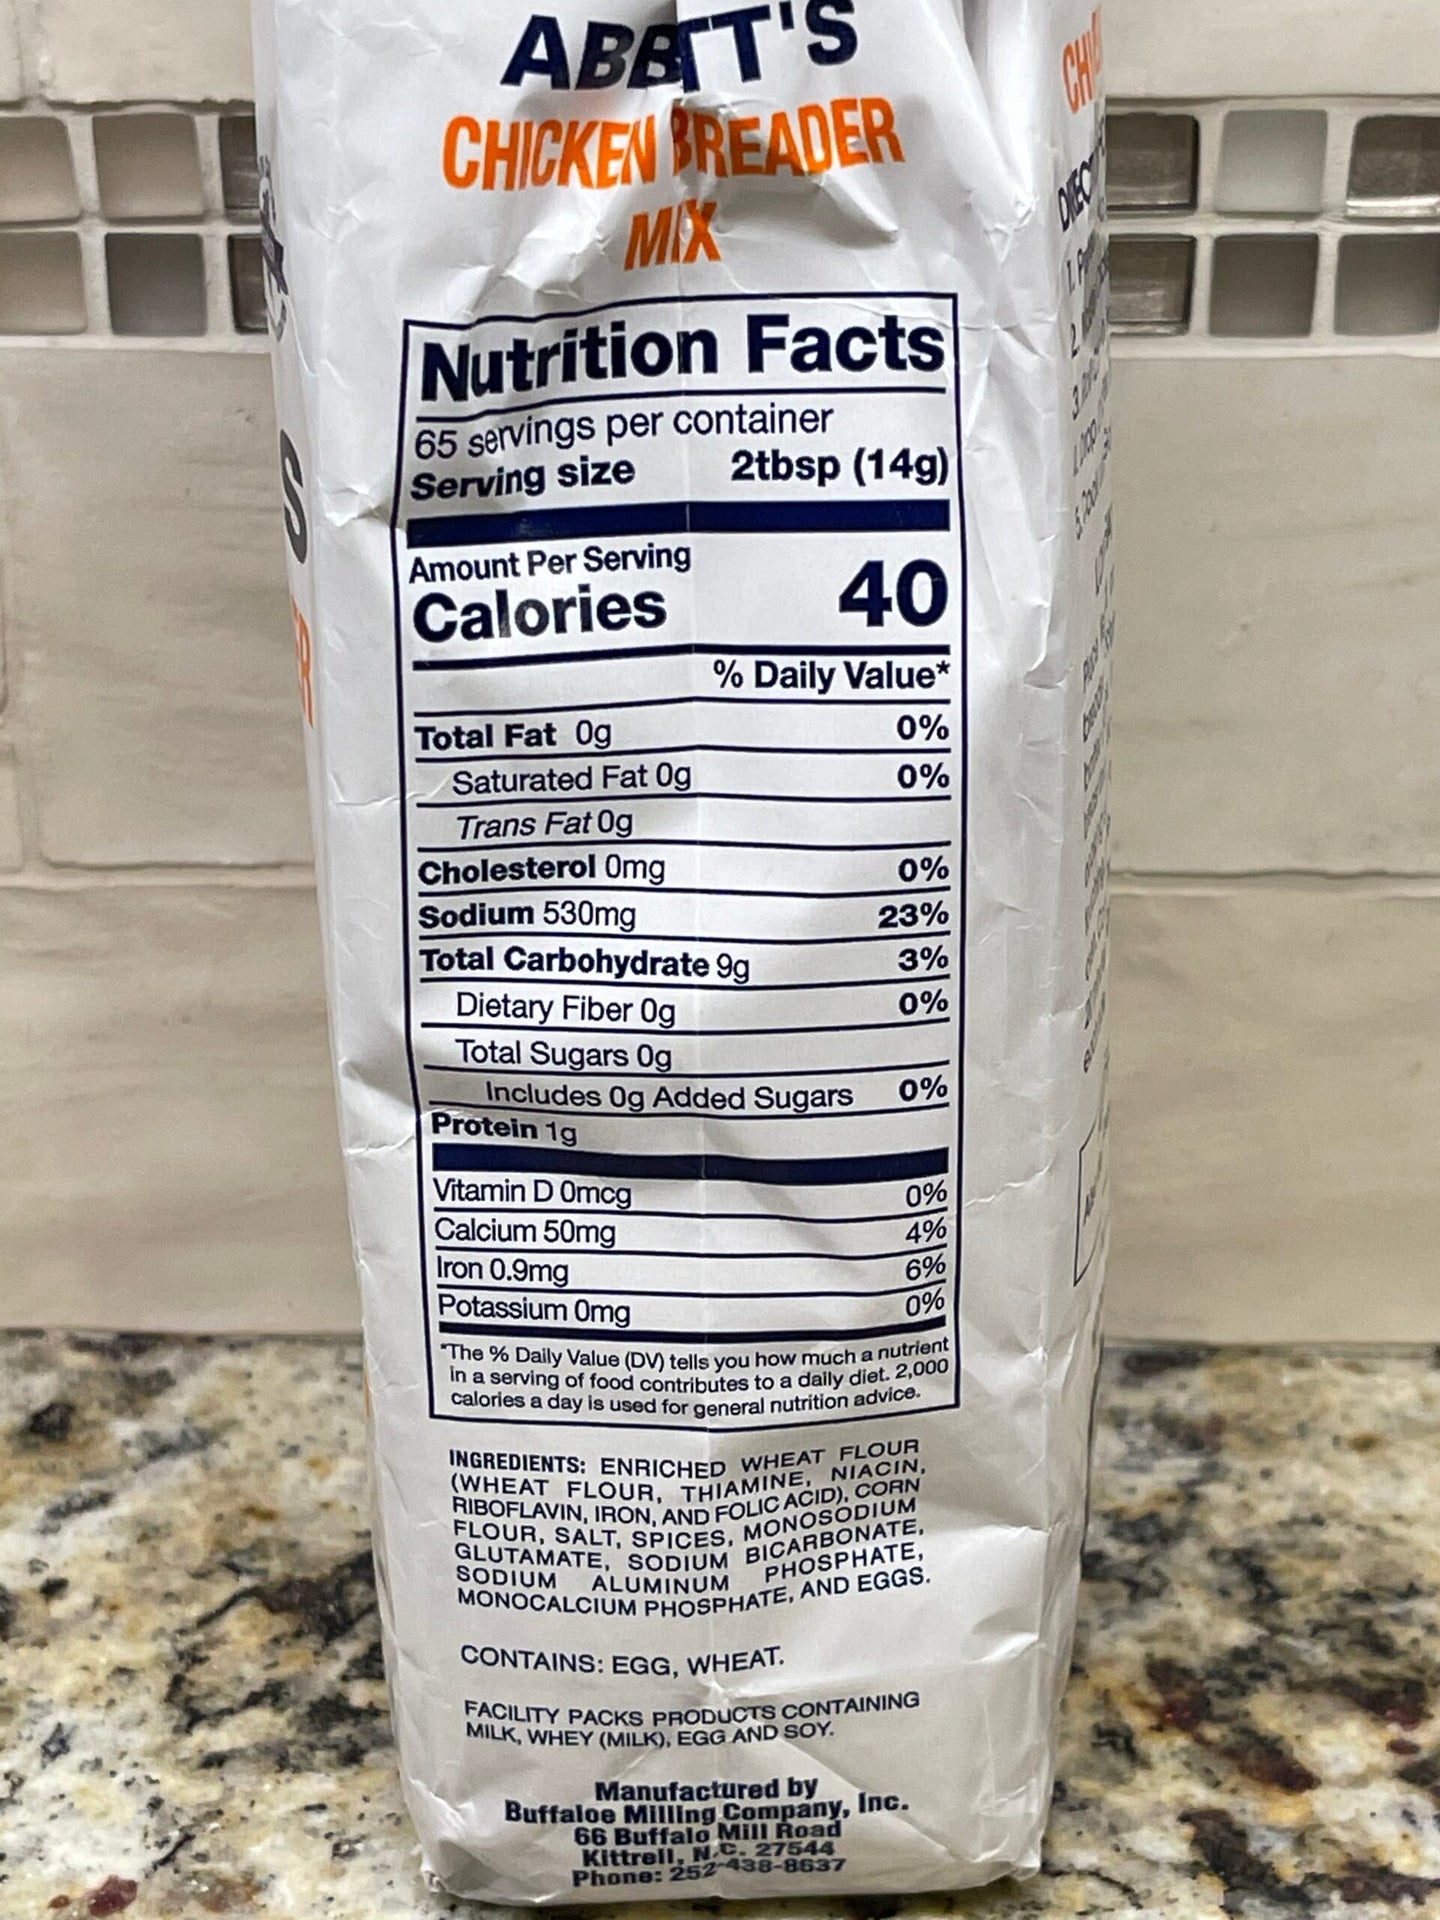 ABBTT'S
CHICKEN BREADER
MIX
Nutrition Facts
65 servings per container
Serving size 2tbsp (14g)
Amount Per Serving
Calories 40
% Daily Value*
Total Fat 0g 0%
Saturated Fat 0g 0%
Trans Fat 0g
Cholesterol 0mg 0%
Sodium 530mg 23%
Total Carbohydrate 9g 3%
Dietary Fiber 0g 0%
Total Sugars 0g
Includes 0g Added Sugars 0%
Protein 1g
Vitamin D 0mcg 0%
Calcium 50mg 4%
Iron 0.9mg 6%
Potassium 0mg 0%
*The % Daily Value (DV) tells you how much a nutrient
in a serving of food contributes to a daily diet. 2,000
calories a day is used for general nutrition advice.
INGREDIENTS: ENRICHED WHEAT FLOUR
(WHEAT FLOUR, THIAMINE, NIACIN,
RIBOFLAVIN, IRON, AND FOLIC ACID), CORN
FLOUR, SALT, SPICES, MONOSODIUM
GLUTAMATE, SODIUM BICARBONATE,
SODIUM ALUMINUM PHOSPHATE,
MONOCALCIUM PHOSPHATE, AND EGGS.
CONTAINS: EGG, WHEAT.
FACILITY PACKS PRODUCTS CONTAINING
MILK, WHEY (MILK), EGG AND SOY.
Manufactured by
Buffaloe Milling Company, Inc.
66 Buffalo Mill Road
Kittrell, N.C. 27544
Phone: 252-438-8637